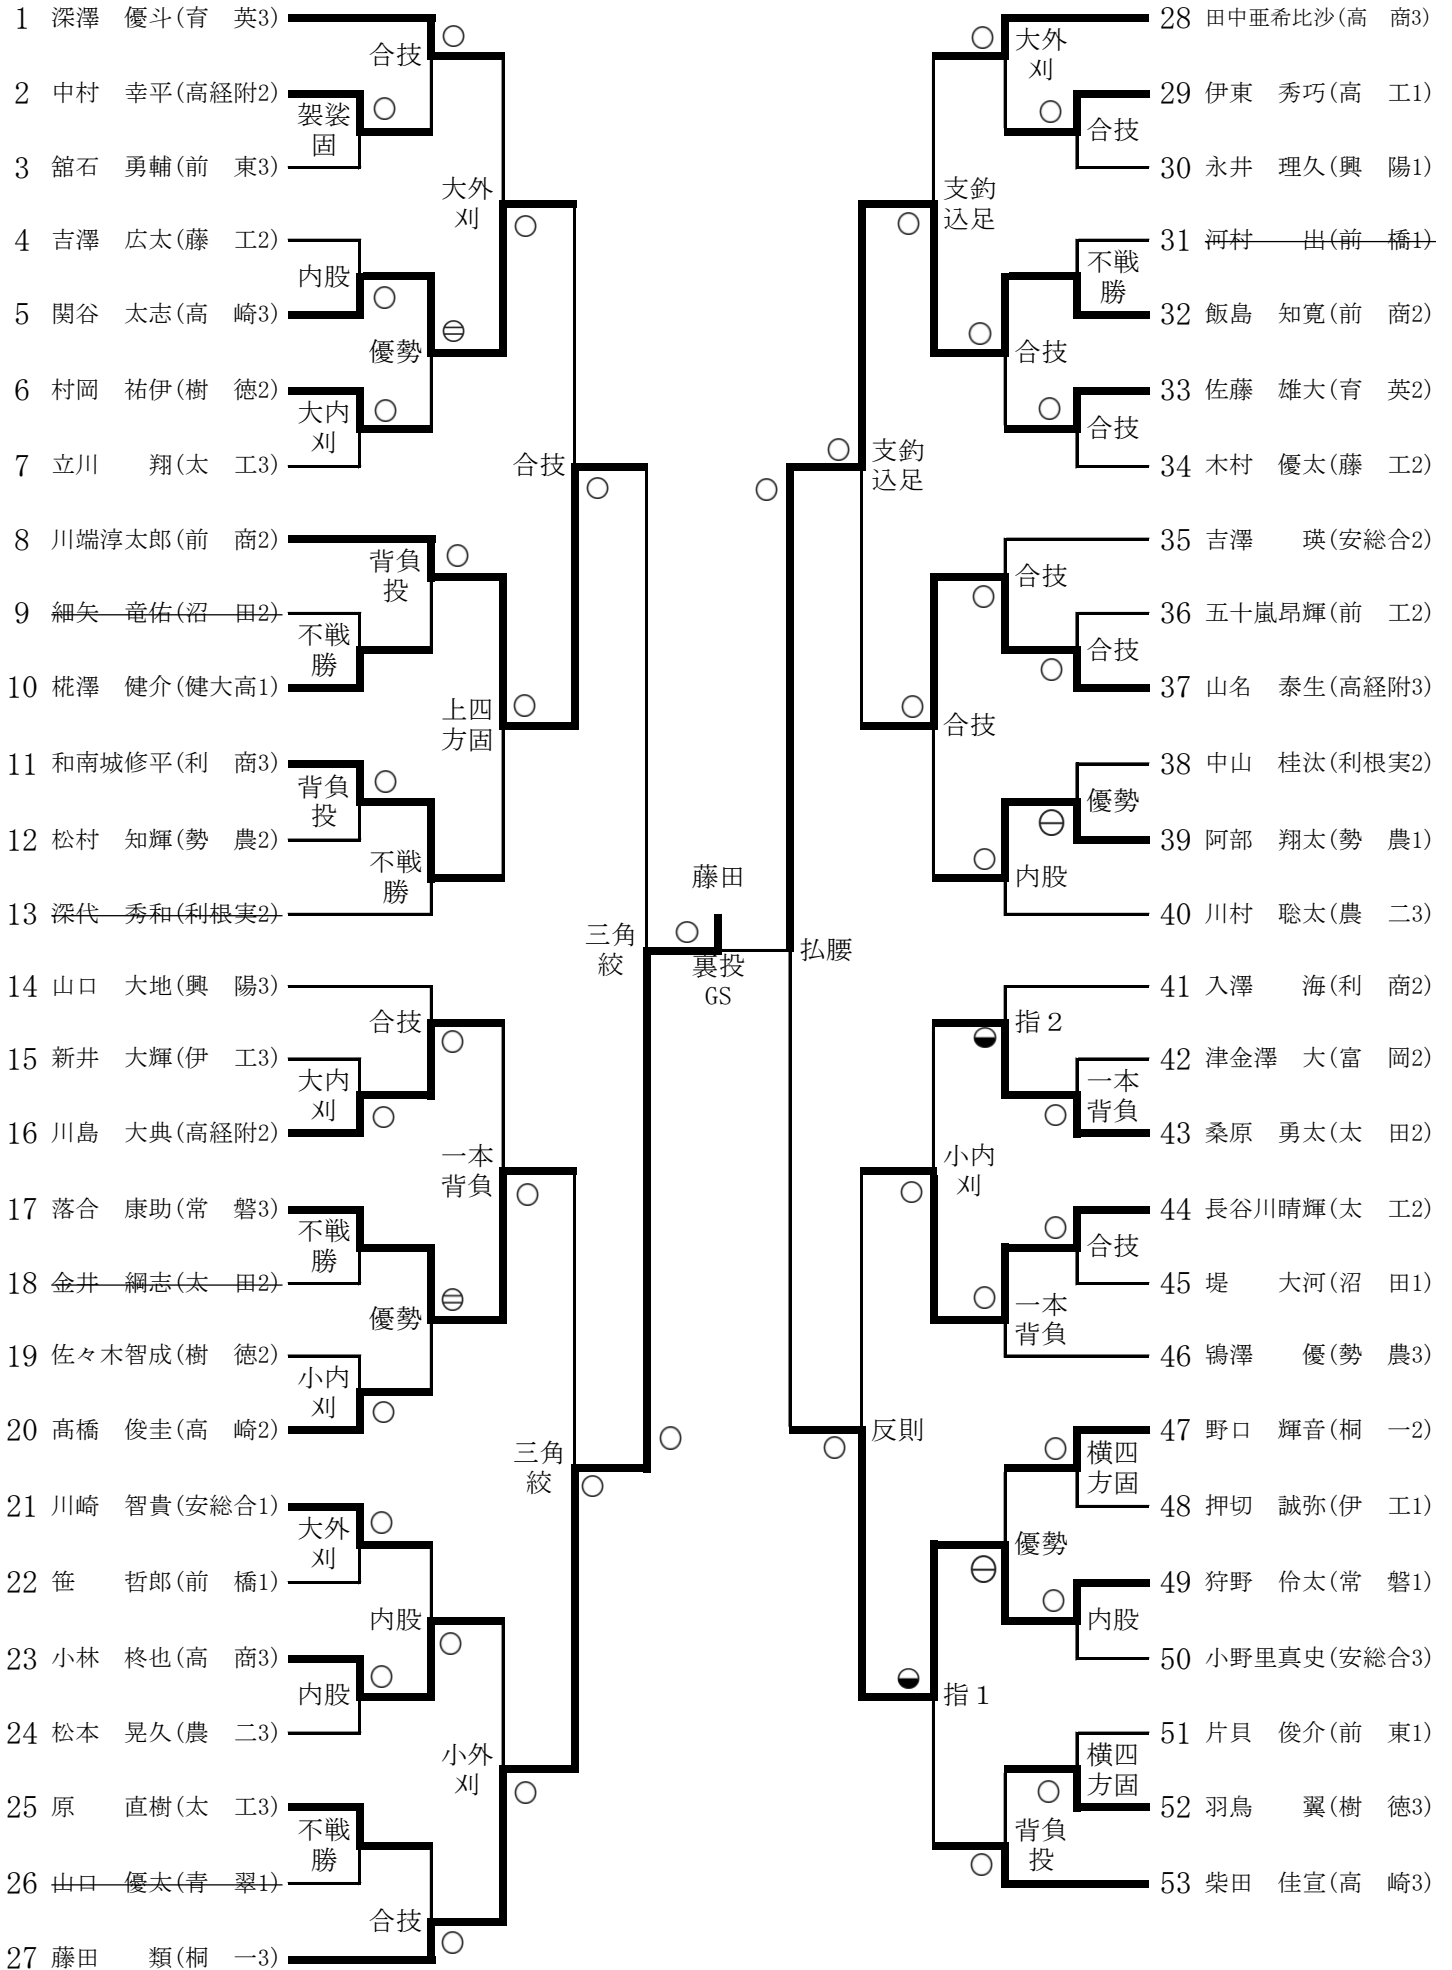 1 深澤　優斗(育　英3)
2 中村　幸平(高経附2)
3 舘石　勇輔(前　東3)
4 吉澤　広太(藤　工2)
5 関谷　太志(高　崎3)
6 村岡　祐伊(樹　徳2)
7 立川　　翔(太　工3)
8 川端淳太郎(前　商2)
9 細矢　竜佑(沼　田2)
10 椛澤　健介(健大高1)
11 和南城修平(利　商3)
12 松村　知輝(勢　農2)
13 深代　秀和(利根実2)
14 山口　大地(興　陽3)
15 新井　大輝(伊　工3)
16 川島　大典(高経附2)
17 落合　康助(常　磐3)
18 金井　綱志(太　田2)
19 佐々木智成(樹　徳2)
20 髙橋　俊圭(高　崎2)
21 川崎　智貴(安総合1)
22 笹　　哲郎(前　橋1)
23 小林　柊也(高　商3)
24 松本　晃久(農　二3)
25 原　　直樹(太　工3)
26 山口　優太(青　翠1)
27 藤田　　類(桐　一3)
合技
袈裟
固
大外
刈
内股
優勢
大内
刈
合技
背負
投
不戦
勝
上四
方固
背負
投
不戦
勝
三角
絞
合技
大内
刈
一本
背負
不戦
勝
優勢
小内
刈
三角
絞
大外
刈
内股
内股
小外
刈
不戦
勝
合技
藤田
裏投
GS
大外
刈
合技
支釣
込足
不戦
勝
合技
合技
支釣
込足
合技
合技
合技
優勢
内股
払腰
指２
一本
背負
小内
刈
合技
一本
背負
反則
横四
方固
優勢
内股
指１
横四
方固
背負
投
28 田中亜希比沙(高　商3)
29 伊東　秀巧(高　工1)
30 永井　理久(興　陽1)
31 河村　　出(前　橋1)
32 飯島　知寛(前　商2)
33 佐藤　雄大(育　英2)
34 木村　優太(藤　工2)
35 吉澤　　瑛(安総合2)
36 五十嵐昂輝(前　工2)
37 山名　泰生(高経附3)
38 中山　桂汰(利根実2)
39 阿部　翔太(勢　農1)
40 川村　聡太(農　二3)
41 入澤　　海(利　商2)
42 津金澤　大(富　岡2)
43 桑原　勇太(太　田2)
44 長谷川晴輝(太　工2)
45 堤　　大河(沼　田1)
46 鴇澤　　優(勢　農3)
47 野口　輝音(桐　一2)
48 押切　誠弥(伊　工1)
49 狩野　伶太(常　磐1)
50 小野里真史(安総合3)
51 片貝　俊介(前　東1)
52 羽鳥　　翼(樹　徳3)
53 柴田　佳宣(高　崎3)